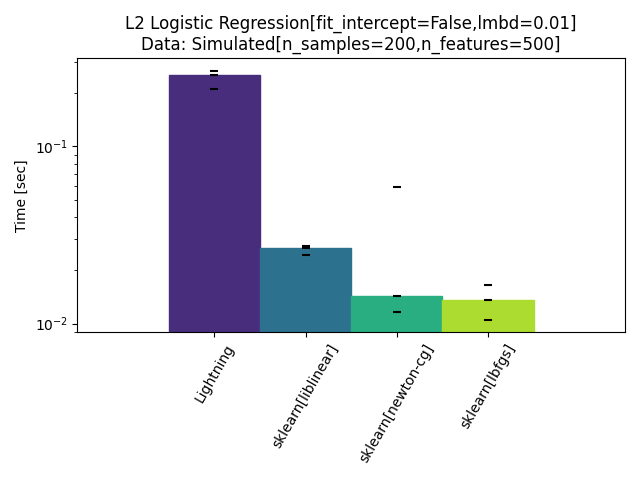 L2 Logistic Regression[fit_intercept=False,lmbd=0.01]
Data: Simulated[n_samples=200,n_features=500]
Time [sec]
10⁻¹
10⁻²
Lightning
sklearn[liblinear]
sklearn[newton-cg]
sklearn[lbfgs]